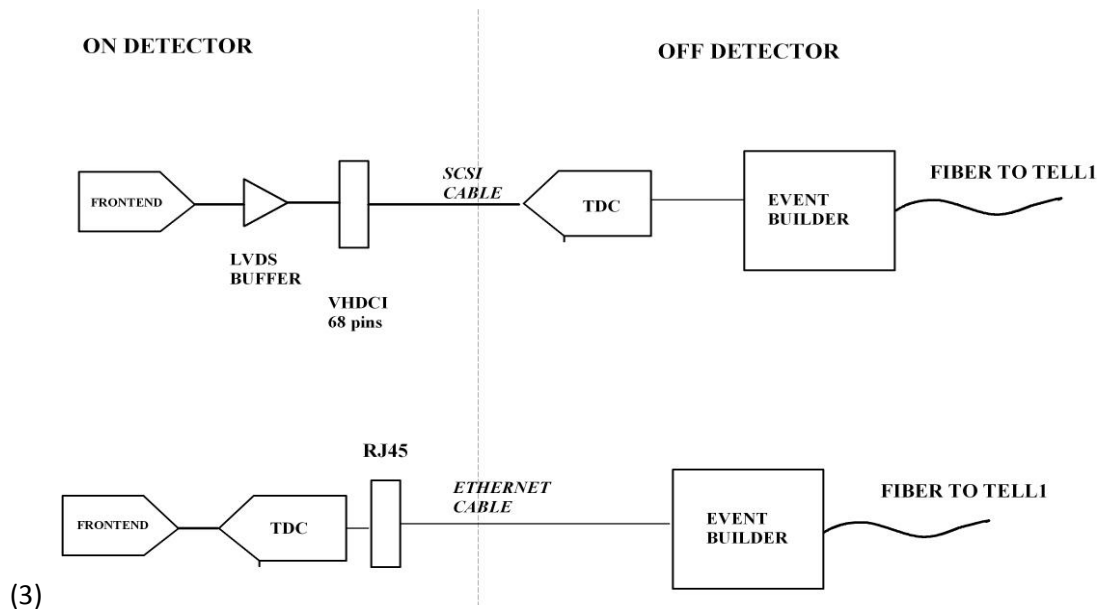 ON DETECTOR
OFF DETECTOR
SCSI
CABLE
FIBER TO TELL1
FRONTEND
TDC
EVENT
BUILDER
LVDS
BUFFER
VHDCI
68 pins
RJ45
ETHERNET
CABLE
FIBER TO TELL1
FRONTEND
TDC
EVENT
BUILDER
(3)